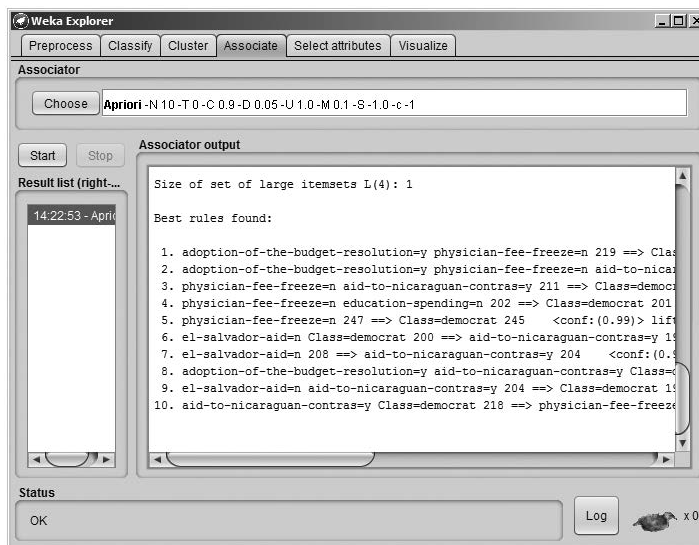 Weka Explorer
Preprocess Classify Cluster Associate Select attributes Visualize
Associator
Choose Apriori -N 10 -T 0 -C 0.9 -D 0.05 -U 1.0 -M 0.1 -S -1.0 -c -1
Start Stop
Associator output
Result list (right-...
14:22:53 - Aprio
Size of set of large itemsets L(4): 1
Best rules found:
1. adoption-of-the-budget-resolution=y physician-fee-freeze=n 219 ==> Clas
2. adoption-of-the-budget-resolution=y physician-fee-freeze=n aid-to-nicar
3. physician-fee-freeze=n aid-to-nicaraguan-contras=y 211 ==> Class=democr
4. physician-fee-freeze=n education-spending=n 202 ==> Class=democrat 201
5. physician-fee-freeze=n 247 ==> Class=democrat 245 <conf:(0.99)> lift
6. el-salvador-aid=n Class=democrat 200 ==> aid-to-nicaraguan-contras=y 19
7. el-salvador-aid=n 208 ==> aid-to-nicaraguan-contras=y 204 <conf:(0.9
8. adoption-of-the-budget-resolution=y aid-to-nicaraguan-contras=y Class=d
9. el-salvador-aid=n aid-to-nicaraguan-contras=y 204 ==> Class=democrat 19
10. aid-to-nicaraguan-contras=y Class=democrat 218 ==> physician-fee-freeze
Status
OK
Log
x 0